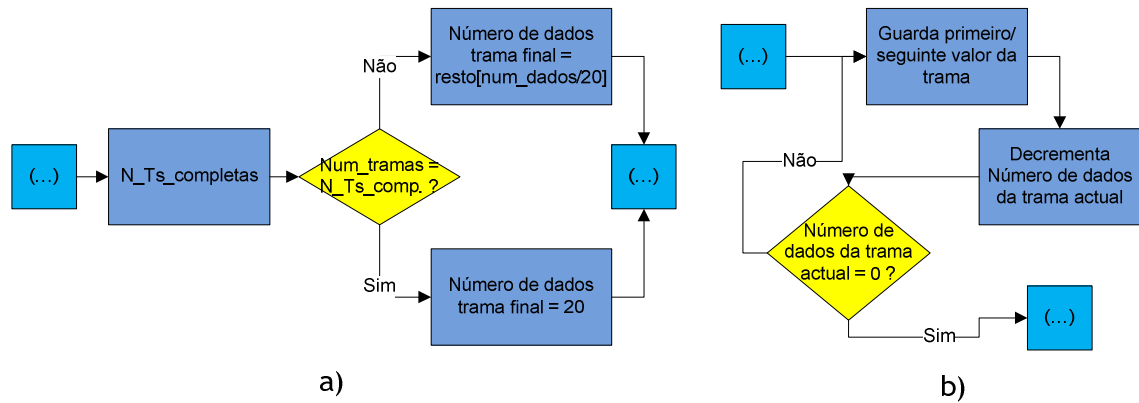 (...)
N_Ts_completas
Num_tramas =
N_Ts_comp. ?
Não
Número de dados
trama final =
resto[num_dados/20]
Sim
Número de dados
trama final = 20
(...)
a)
(...)
Guarda primeiro/
seguinte valor da
trama
Decrementa
Número de dados
da trama actual
Não
Número de
dados da trama
actual = 0 ?
Sim
(...)
b)